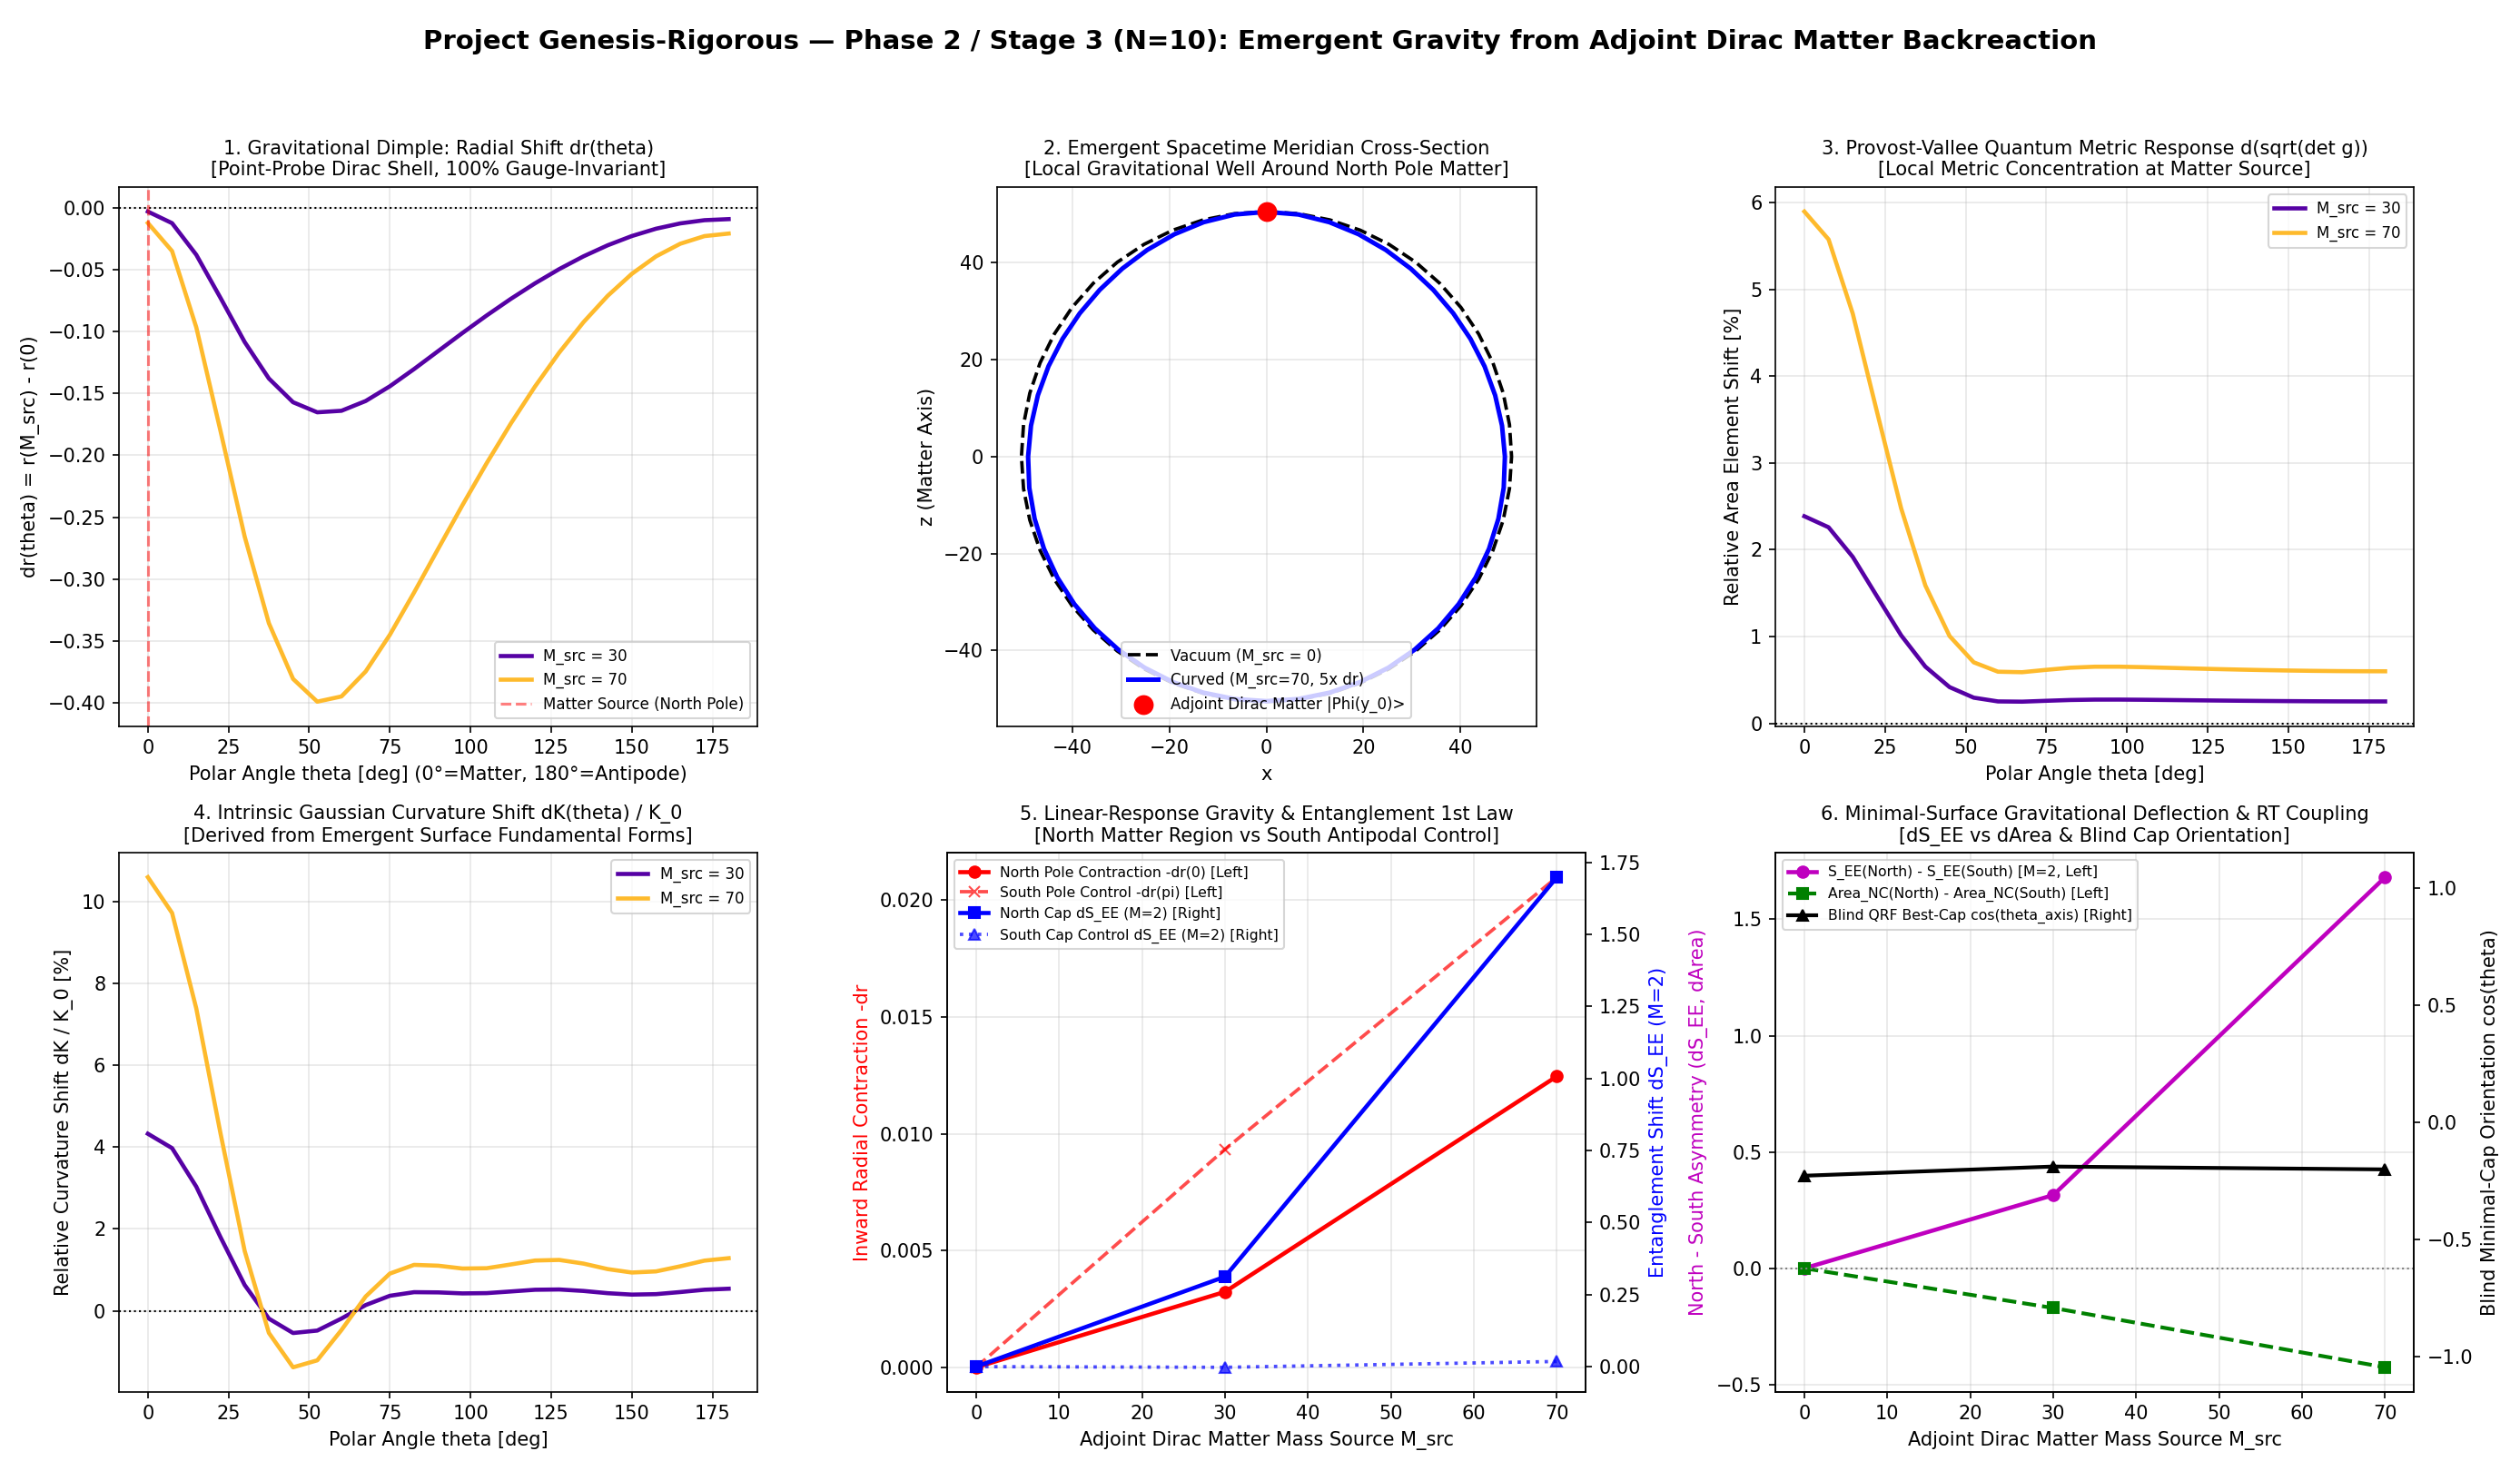 Project Genesis-Rigorous — Phase 2 / Stage 3 (N=10): Emergent Gravity from Adjoint Dirac Matter Backreaction
1. Gravitational Dimple: Radial Shift dr(theta)
[Point-Probe Dirac Shell, 100% Gauge-Invariant]
dr(theta) = r(M_src) - r(0)
0.00
−0.05
−0.10
−0.15
−0.20
−0.25
−0.30
−0.35
−0.40
M_src = 30
M_src = 70
Matter Source (North Pole)
0 25 50 75 100 125 150 175
Polar Angle theta [deg] (0°=Matter, 180°=Antipode)
2. Emergent Spacetime Meridian Cross-Section
[Local Gravitational Well Around North Pole Matter]
z (Matter Axis)
40
20
0
−20
−40
Vacuum (M_src = 0)
Curved (M_src=70, 5x dr)
Adjoint Dirac Matter |Phi(y_0)>
−40 −20 0 20 40
x
3. Provost-Vallee Quantum Metric Response d(sqrt(det g))
[Local Metric Concentration at Matter Source]
Relative Area Element Shift [%]
6
5
4
3
2
1
0
M_src = 30
M_src = 70
0 25 50 75 100 125 150 175
Polar Angle theta [deg]
4. Intrinsic Gaussian Curvature Shift dK(theta) / K_0
[Derived from Emergent Surface Fundamental Forms]
Relative Curvature Shift dK / K_0 [%]
10
8
6
4
2
0
M_src = 30
M_src = 70
0 25 50 75 100 125 150 175
Polar Angle theta [deg]
5. Linear-Response Gravity & Entanglement 1st Law
[North Matter Region vs South Antipodal Control]
Inward Radial Contraction -dr
0.020
0.015
0.010
0.005
0.000
North Pole Contraction -dr(0) [Left]
South Pole Control -dr(pi) [Left]
North Cap dS_EE (M=2) [Right]
South Cap Control dS_EE (M=2) [Right]
1.75
1.50
1.25
1.00
0.75
0.50
0.25
0.00
Entanglement Shift dS_EE (M=2)
0 10 20 30 40 50 60 70
Adjoint Dirac Matter Mass Source M_src
6. Minimal-Surface Gravitational Deflection & RT Coupling
[dS_EE vs dArea & Blind Cap Orientation]
North - South Asymmetry (dS_EE, dArea)
1.5
1.0
0.5
0.0
−0.5
S_EE(North) - S_EE(South) [M=2, Left]
Area_NC(North) - Area_NC(South) [Left]
Blind QRF Best-Cap cos(theta_axis) [Right]
1.0
0.5
0.0
−0.5
−1.0
Blind Minimal-Cap Orientation cos(theta)
0 10 20 30 40 50 60 70
Adjoint Dirac Matter Mass Source M_src